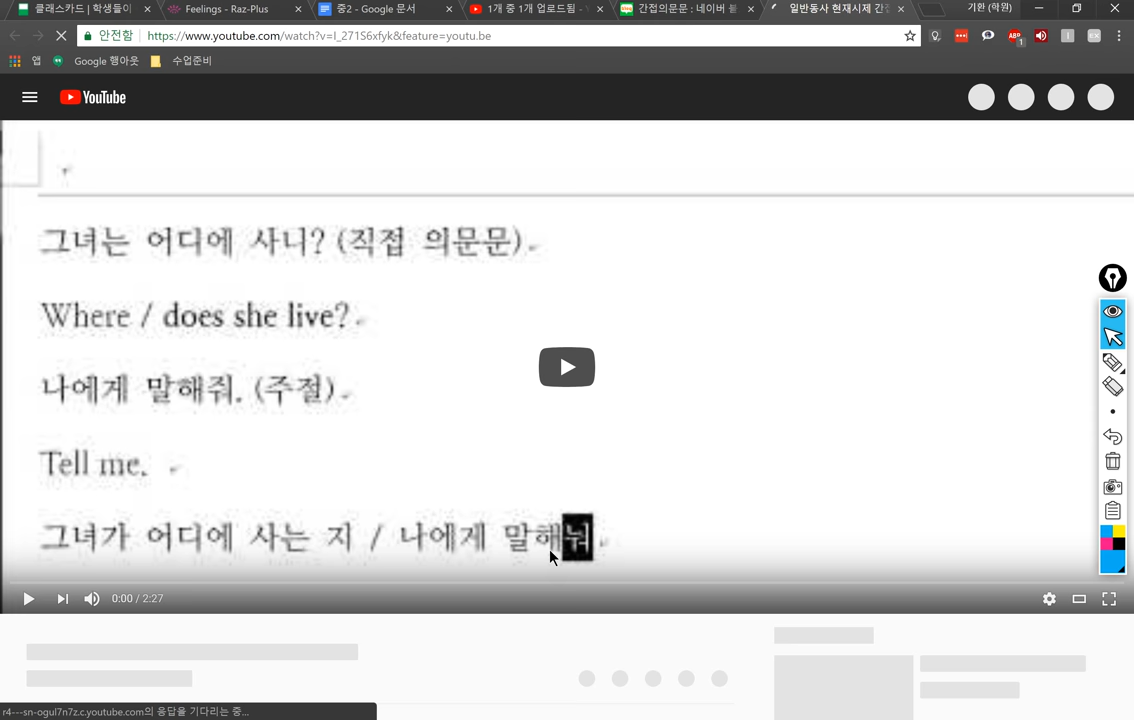 클래스카드 | 학생들이
Feelings - Raz-Plus
중2 - Google 문서
1개 중 1개 업로드됨 -
간접의문문 : 네이버 블
일반동사 현재시제 간접
기환 (학원)
안전함 https://www.youtube.com/watch?v=I_271S6xfyk&feature=youtu.be
ABP 1
앱 Google 행아웃 수업준비
YouTube
그녀는 어디에 사니? (직접 의문문)
Where / does she live?
나에게 말해줘. (주절)
Tell me.
그녀가 어디에 사는 지 / 나에게 말해줘
0:00 / 2:27
r4---sn-ogul7n7z.c.youtube.com의 응답을 기다리는 중...